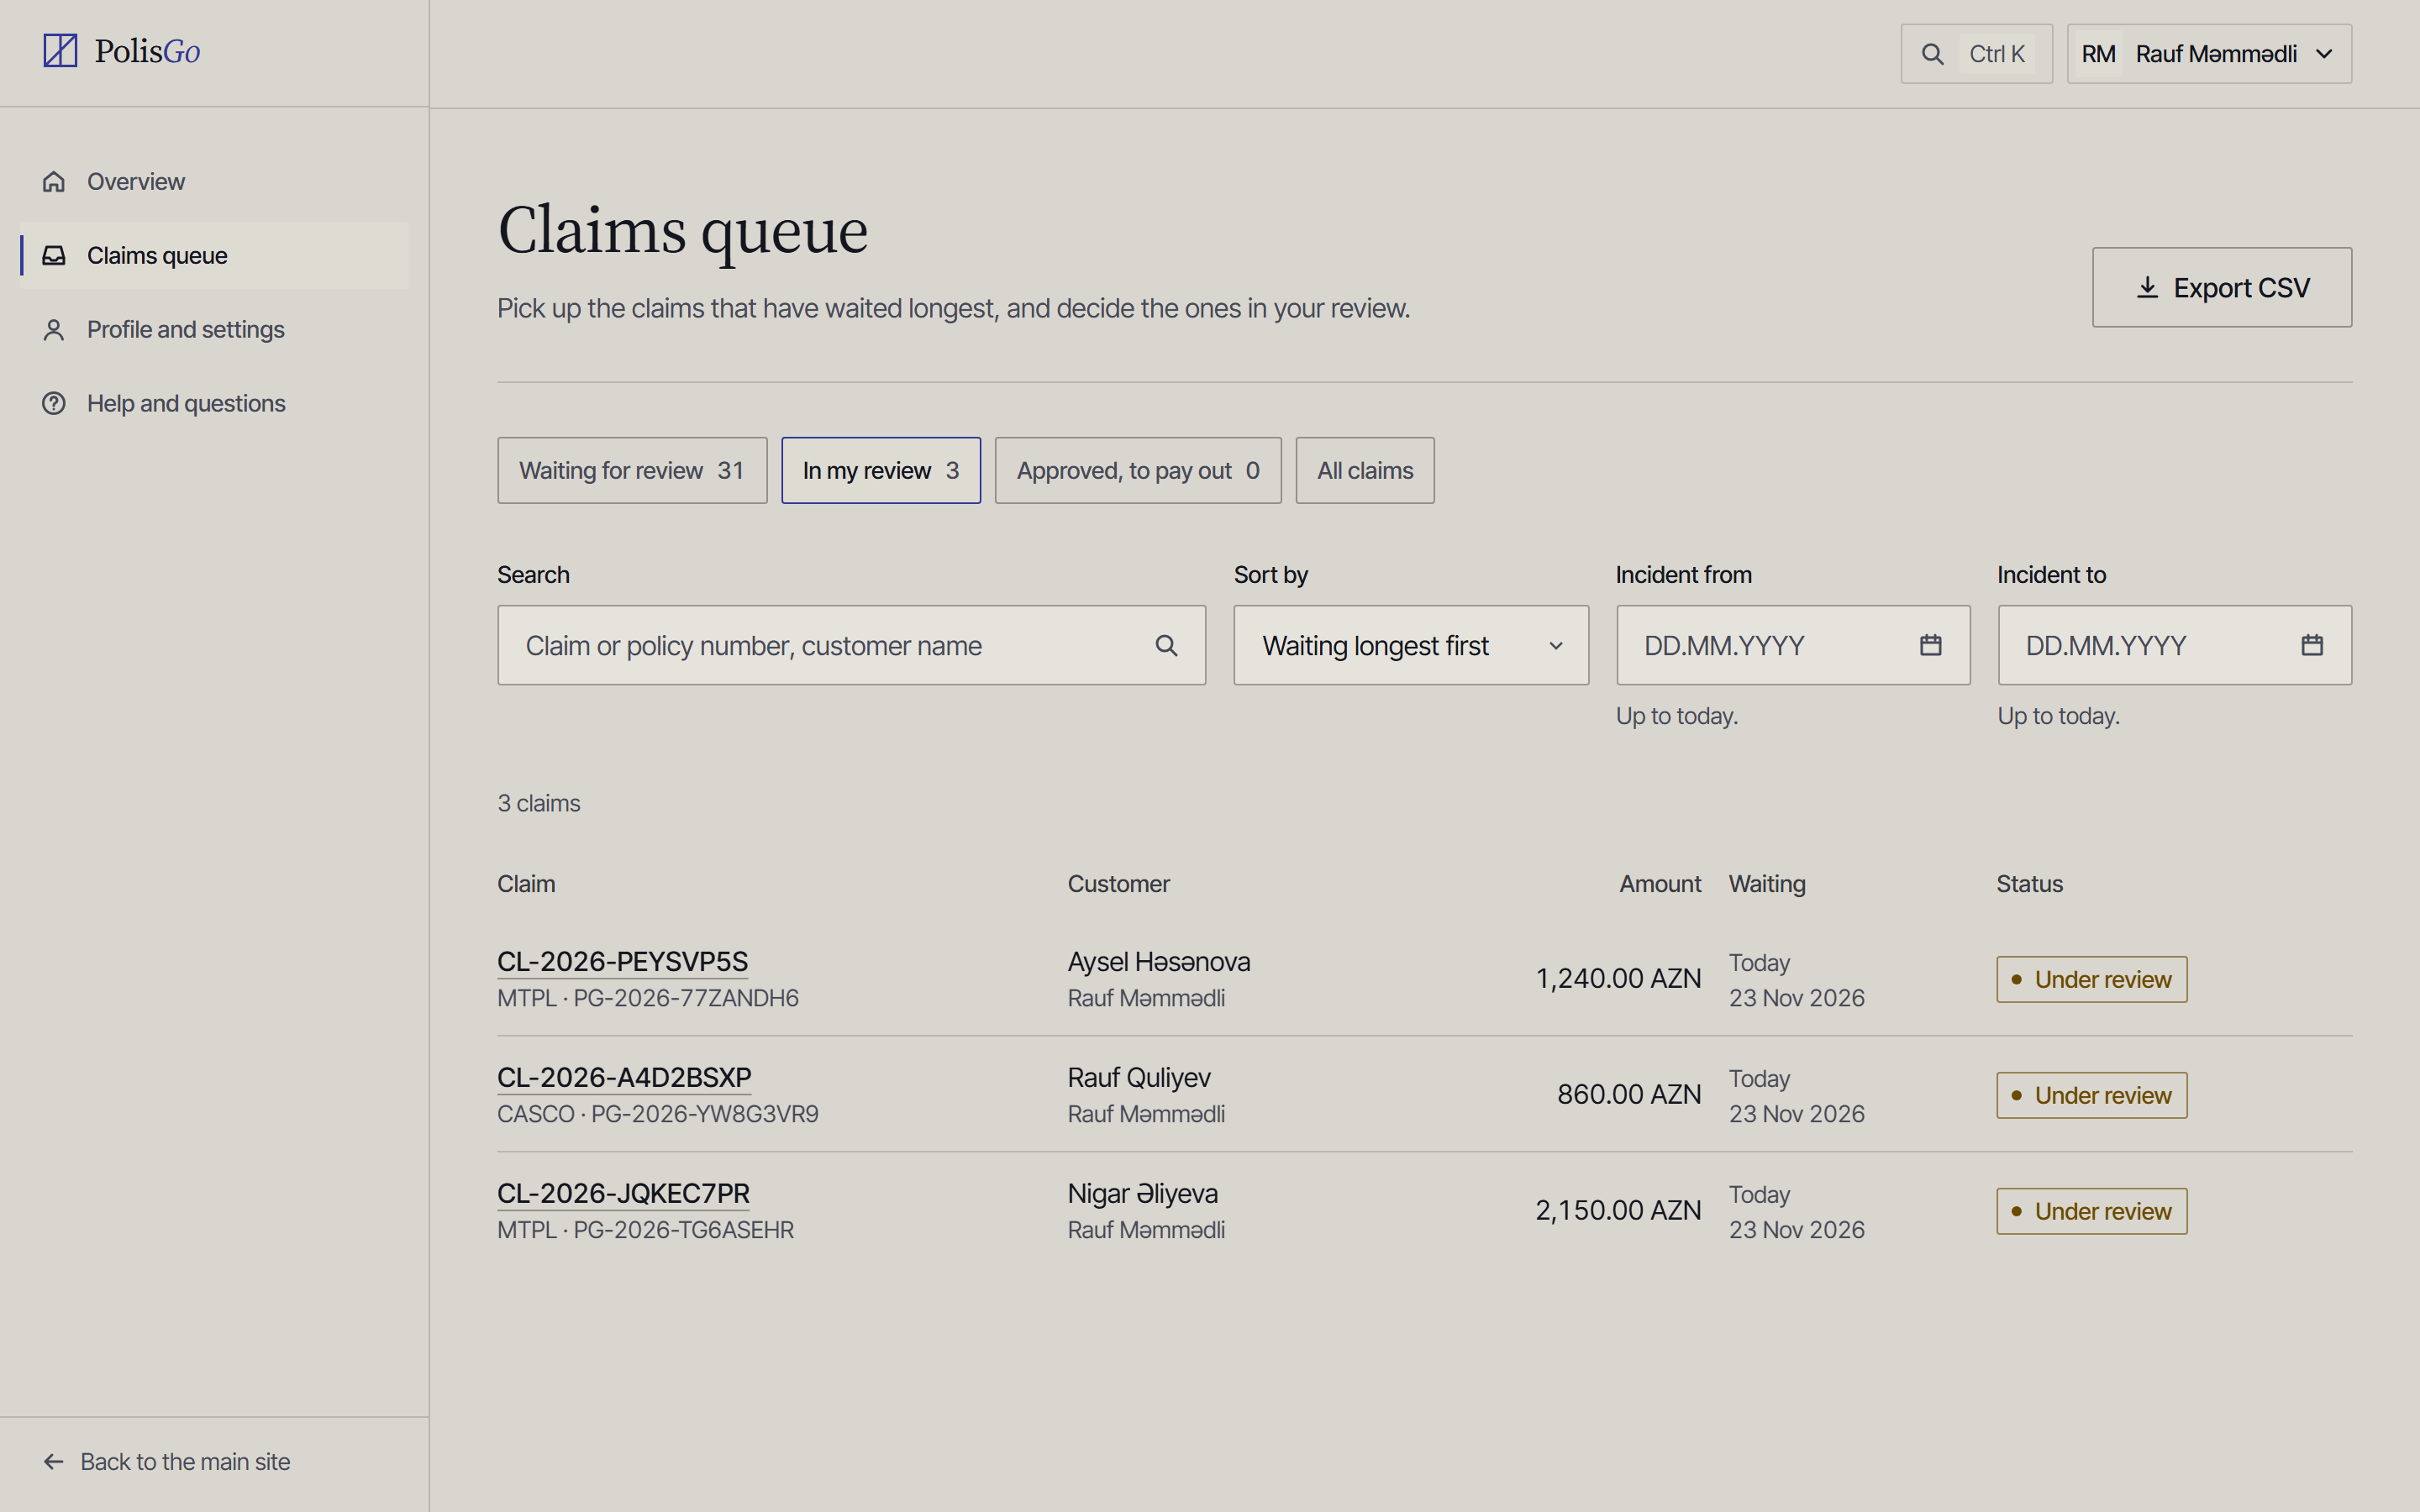 PolisGo
Ctrl K
RM Rauf Məmmədli
Overview
Claims queue
Profile and settings
Help and questions
Back to the main site
Claims queue
Pick up the claims that have waited longest, and decide the ones in your review.
Export CSV
Waiting for review 31
In my review 3
Approved, to pay out 0
All claims
Search
Sort by
Incident from
Incident to
Claim or policy number, customer name
Waiting longest first
DD.MM.YYYY
DD.MM.YYYY
Up to today.
Up to today.
3 claims
Claim Customer Amount Waiting Status
CL-2026-PEYSVP5S Aysel Həsənova 1,240.00 AZN Today Under review
MTPL · PG-2026-77ZANDH6 Rauf Məmmədli 23 Nov 2026
CL-2026-A4D2BSXP Rauf Quliyev 860.00 AZN Today Under review
CASCO · PG-2026-YW8G3VR9 Rauf Məmmədli 23 Nov 2026
CL-2026-JQKEC7PR Nigar Əliyeva 2,150.00 AZN Today Under review
MTPL · PG-2026-TG6ASEHR Rauf Məmmədli 23 Nov 2026